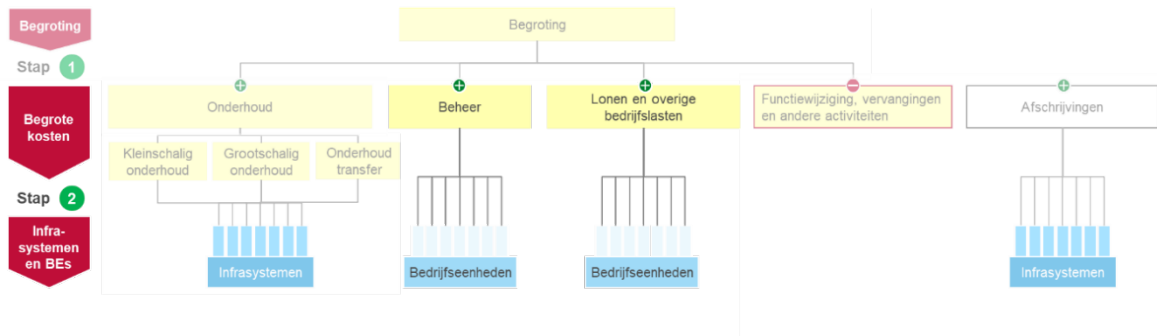 Begroting
Begroting
Stap 1
Begrote
kosten
Onderhoud
Beheer
Lonen en overige
bedrijfslasten
Functiewijziging, vervangingen
en andere activiteiten
Afschrijvingen
Kleinschalig
onderhoud
Grootschalig
onderhoud
Onderhoud
transfer
Stap 2
Infra-
systemen
en BEs
Infrasystemen
Bedrijfseenheden
Bedrijfseenheden
Infrasystemen